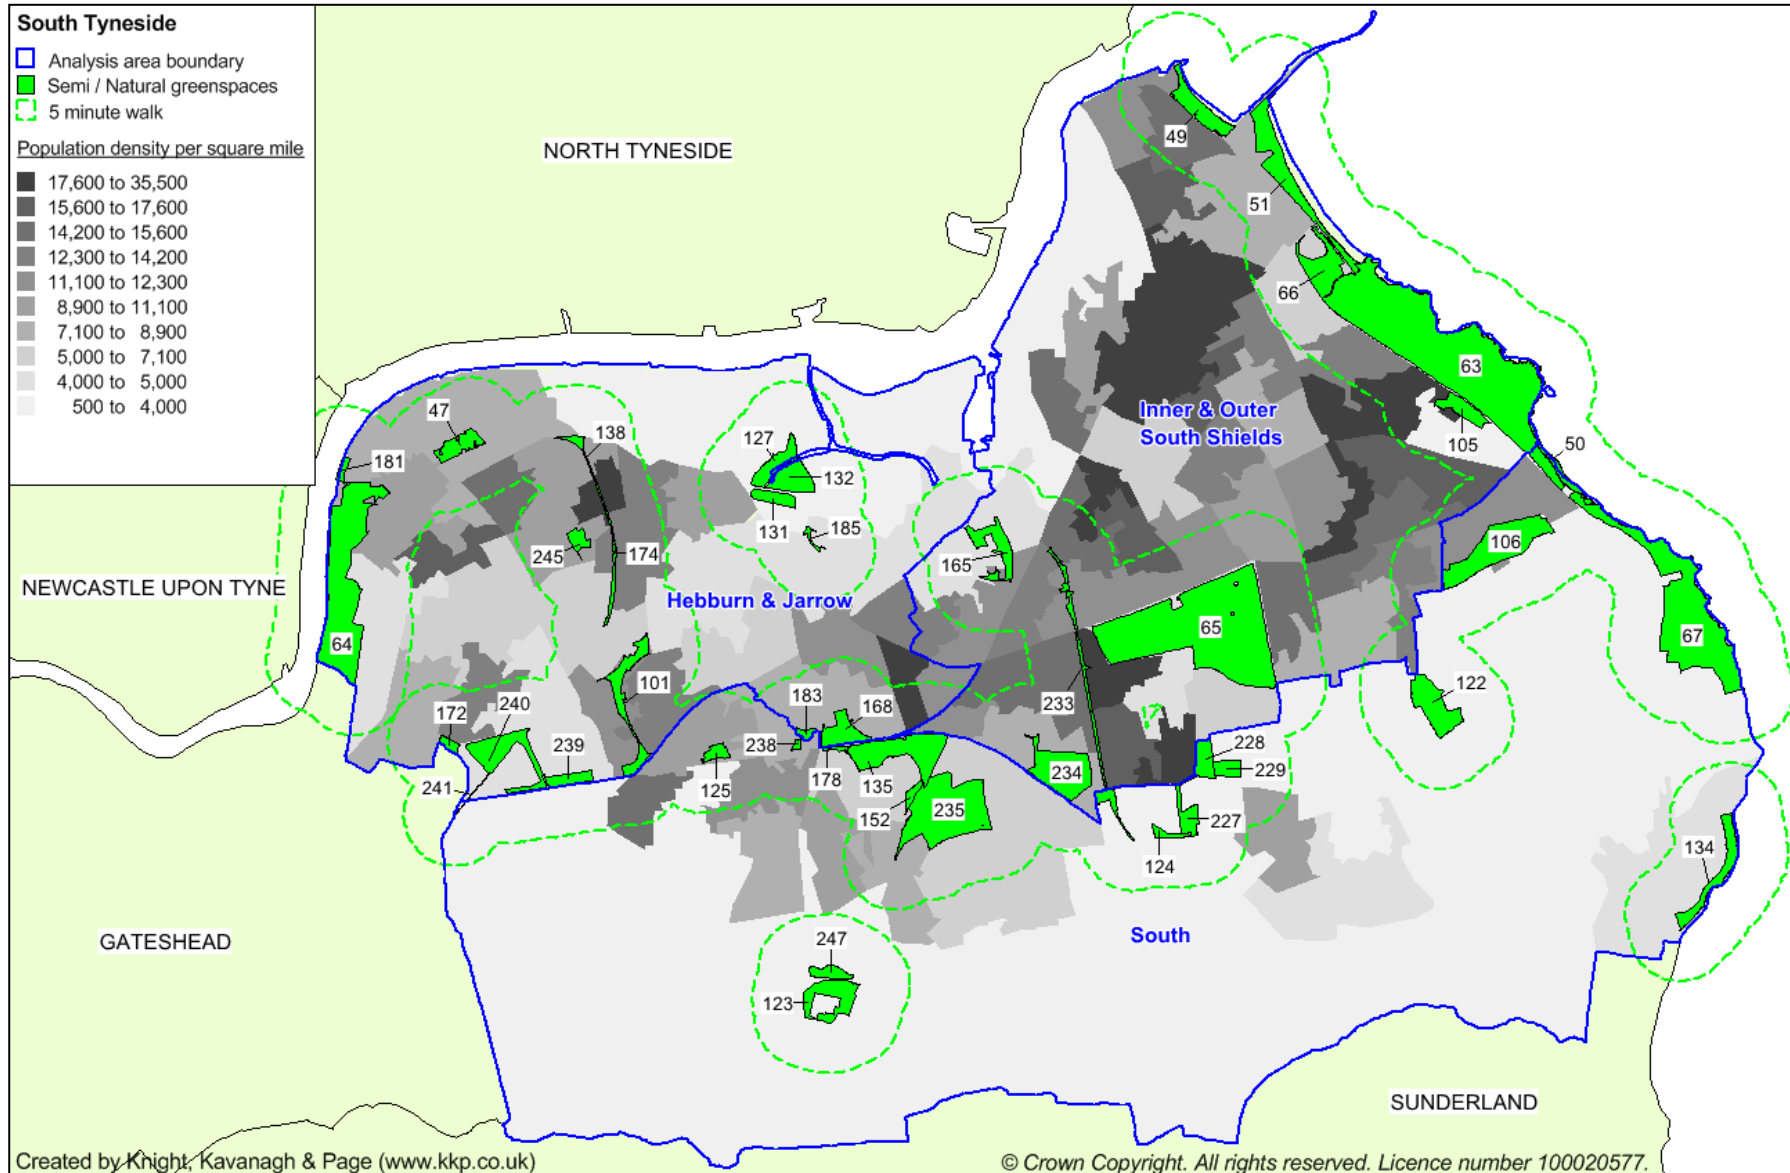 South Tyneside
Analysis area boundary
Semi / Natural greenspaces
5 minute walk
Population density per square mile
17,600 to 35,500
15,600 to 17,600
14,200 to 15,600
12,300 to 14,200
11,100 to 12,300
8,900 to 11,100
7,100 to 8,900
5,000 to 7,100
4,000 to 5,000
500 to 4,000
NORTH TYNESIDE
49
51
66
63
Inner & Outer
South Shields
105
50
47
138
127
132
181
131
185
245
174
165
106
NEWCASTLE UPON TYNE
Hebburn & Jarrow
64
65
67
101
183
168
233
122
172
240
239
238
228
229
241
125
178
135
234
152
235
227
124
134
GATESHEAD
South
247
123
SUNDERLAND
Created by Knight, Kavanagh & Page (www.kkp.co.uk)
© Crown Copyright. All rights reserved. Licence number 100020577.